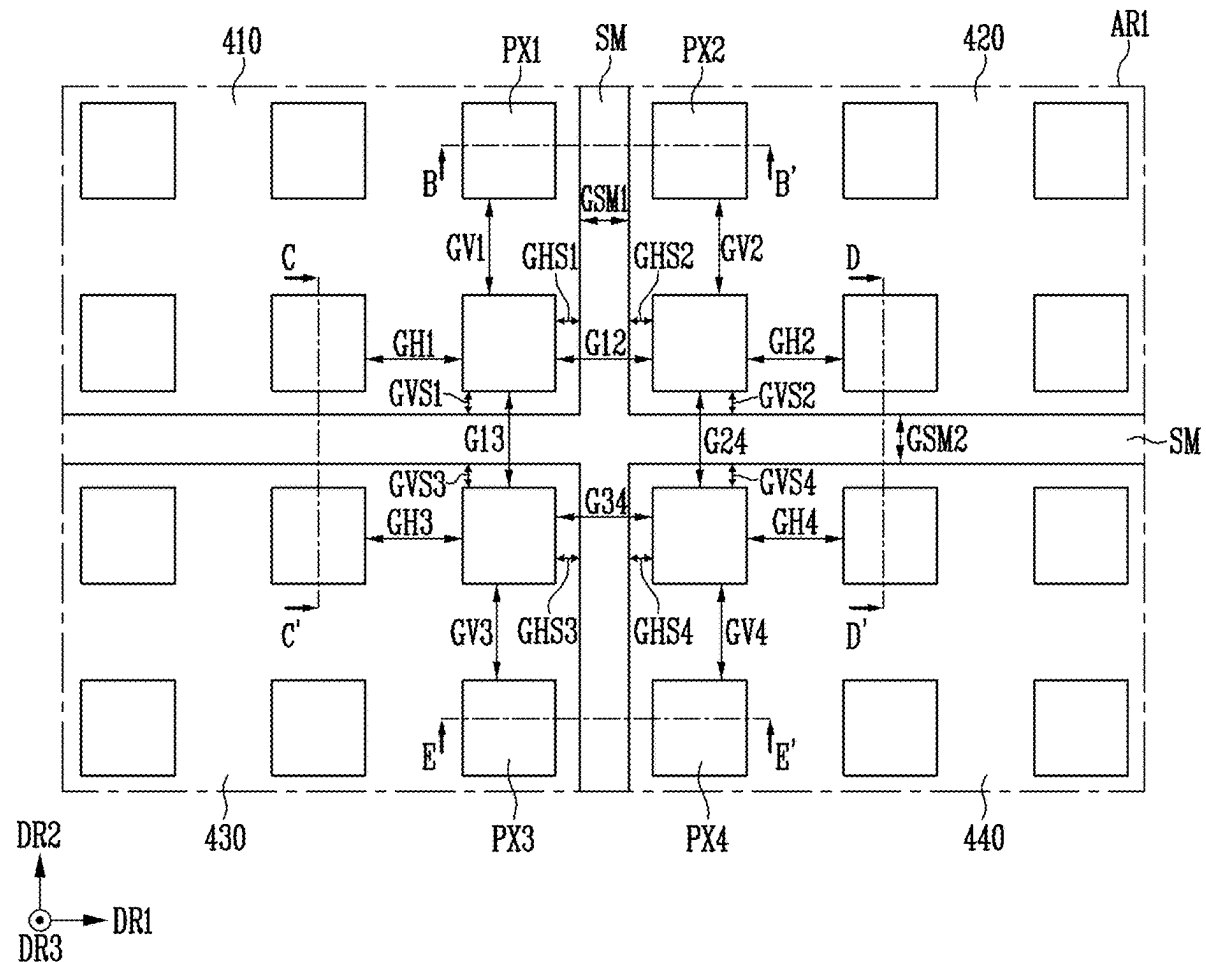 410
PX1
SM
PX2
420
AR1
B
B'
GSM1
GV1
GHS1
GHS2
GV2
C
D
GH1
G12
GH2
GVS1
GVS2
G13
G24
GSM2
SM
GVS3
GVS4
G34
GH3
GH4
C'
GV3
GHS3
GHS4
GV4
D'
E
E'
430
PX3
PX4
440
DR2
DR1
DR3